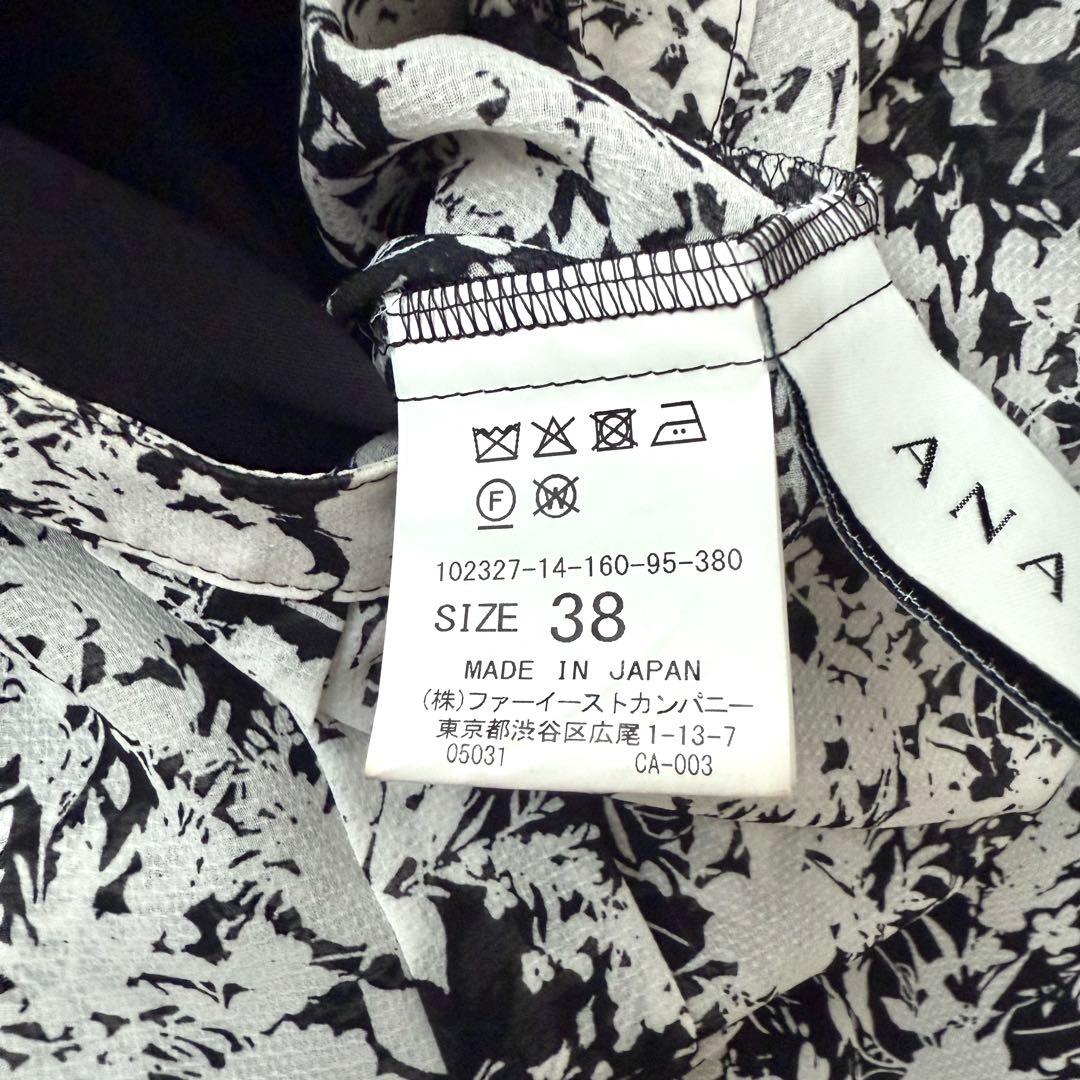 F W
102327-14-160-95-380
SIZE 38
MADE IN JAPAN
(株)ファーイーストカンパニー
東京都渋谷区広尾1-13-7
05031 CA-003
ANA